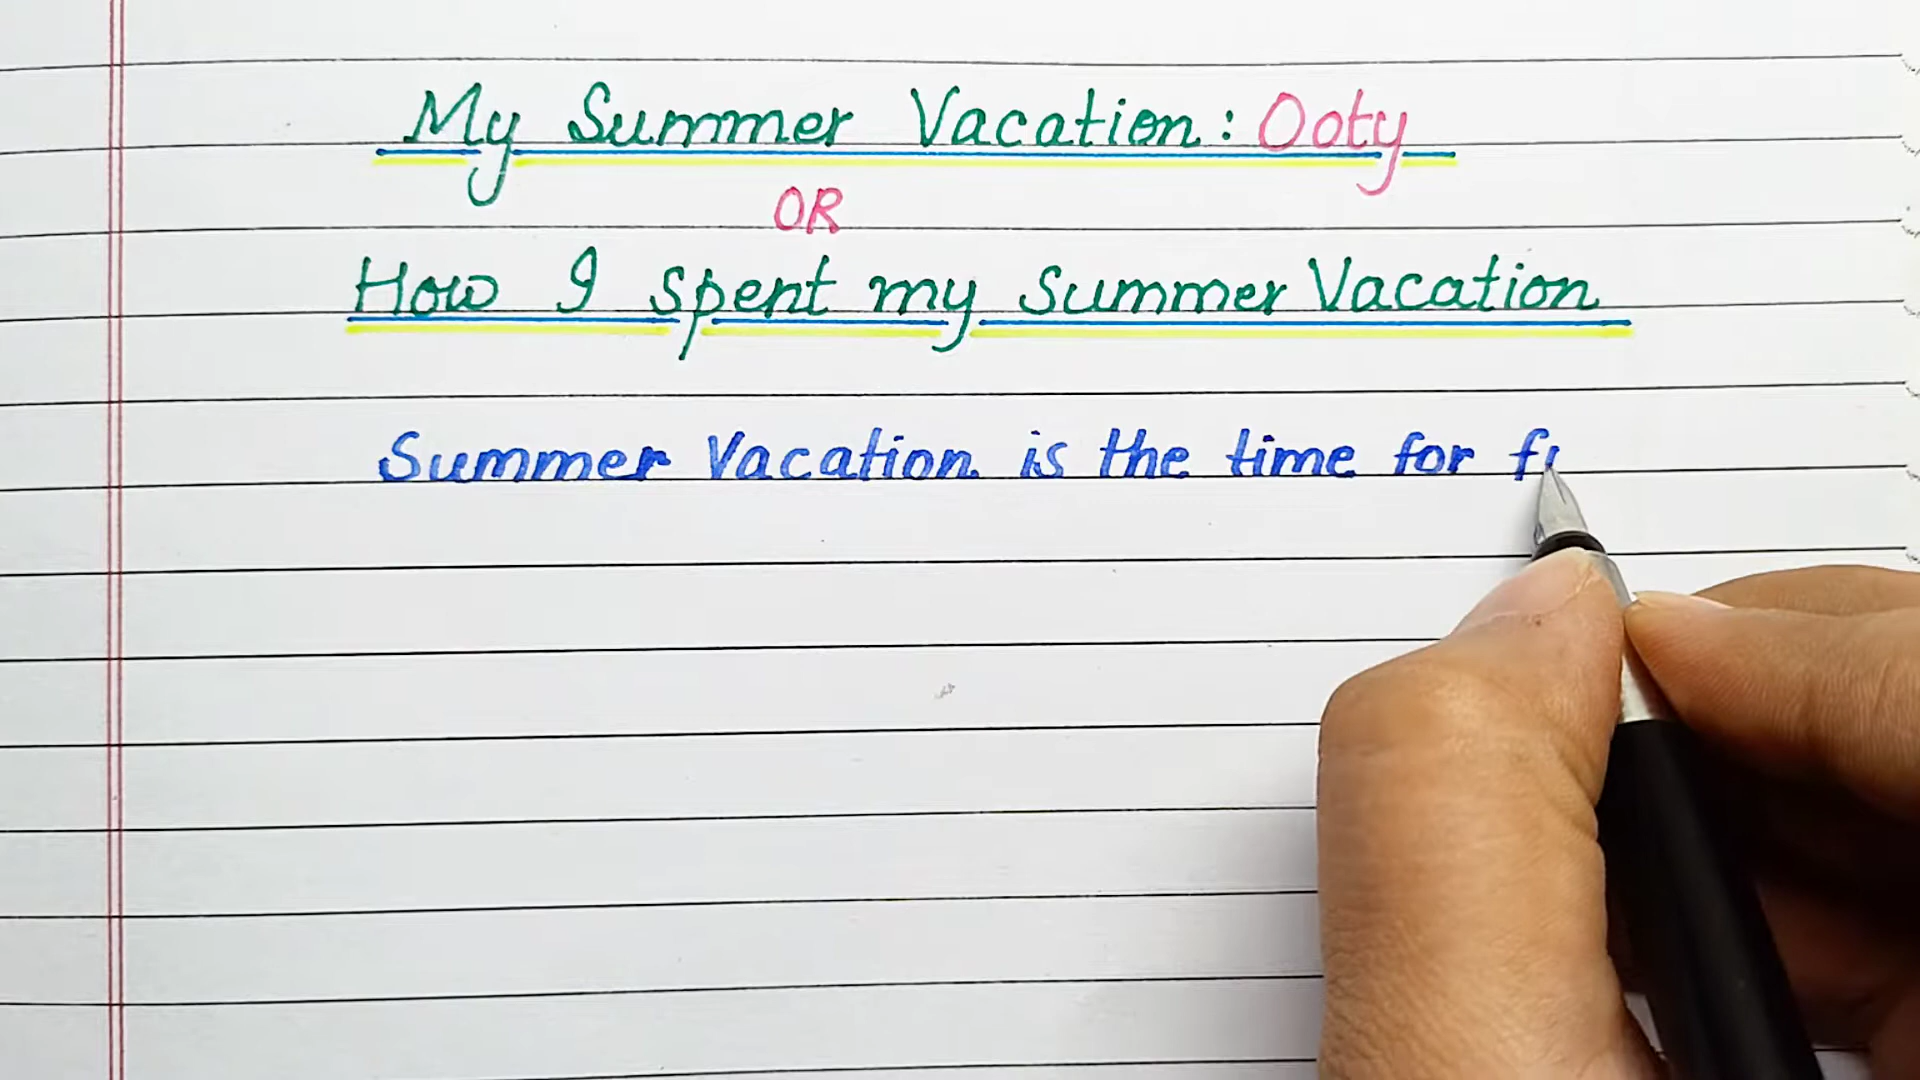 My Summer Vacation: Ooty
OR
How I spent my Summer Vacation
Summer Vacation is the time for